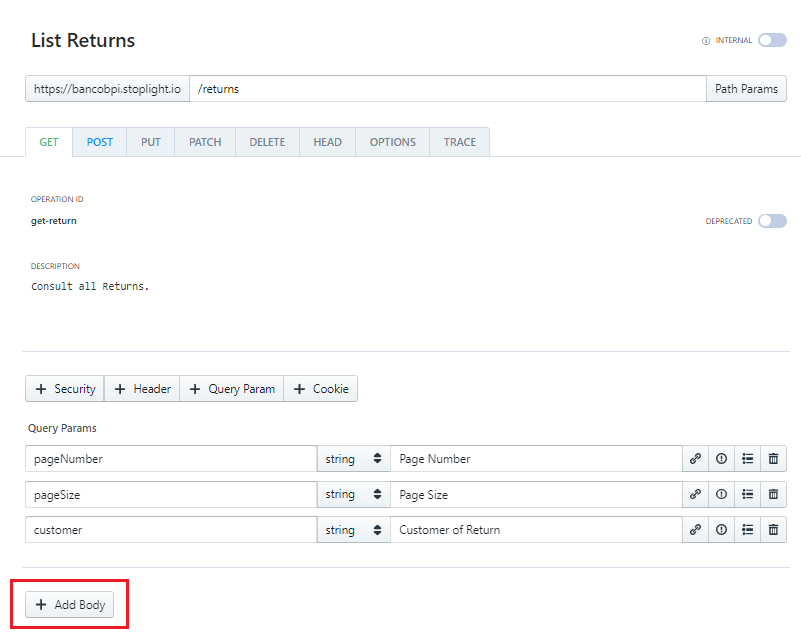 List Returns
INTERNAL
https://bancobpi.stoplight.io /returns Path Params
GET POST PUT PATCH DELETE HEAD OPTIONS TRACE
OPERATION ID
get-return
DEPRECATED
DESCRIPTION
Consult all Returns.
+ Security + Header + Query Param + Cookie
Query Params
pageNumber string Page Number
pageSize string Page Size
customer string Customer of Return
+ Add Body